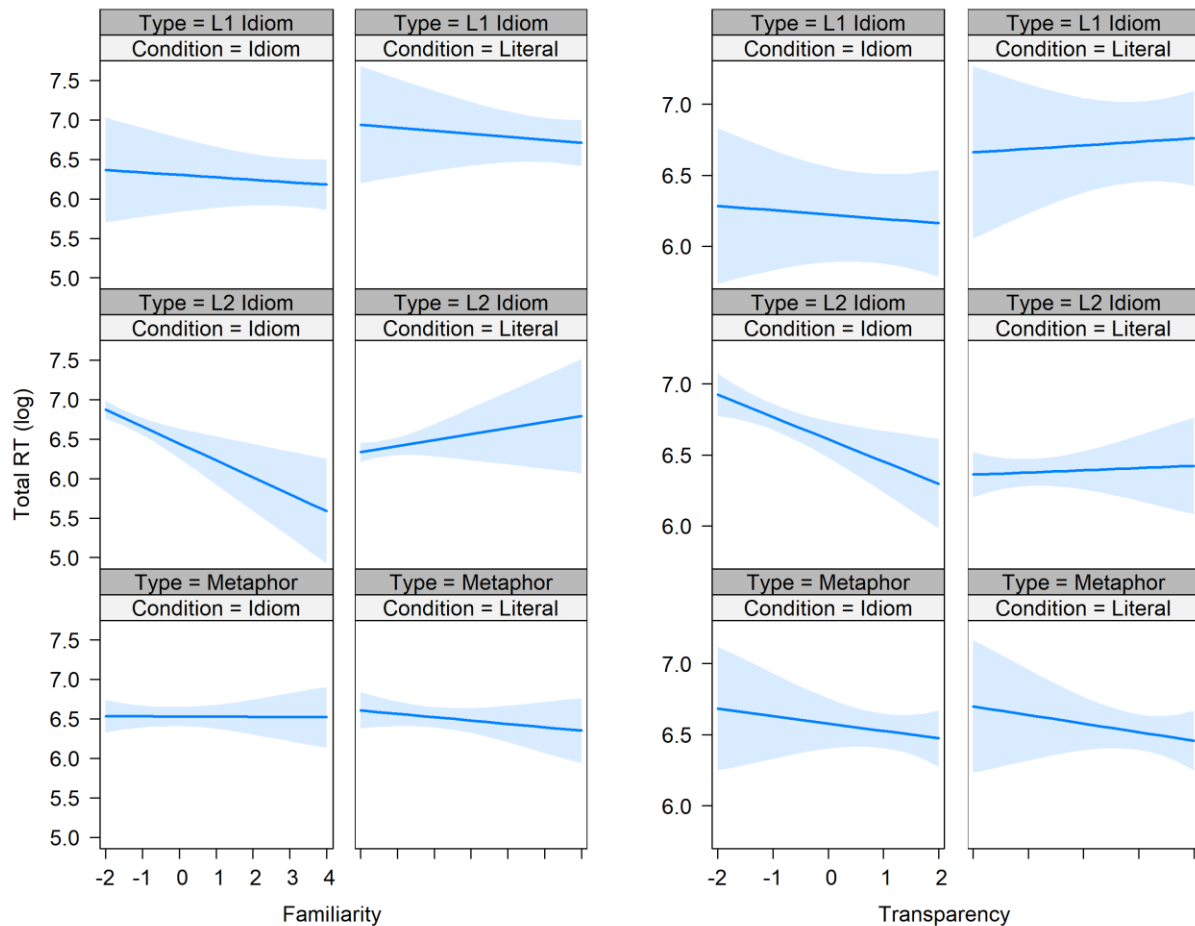 Type = L1 Idiom Type = L1 Idiom
Condition = Idiom Condition = Literal
7.5
7.0
6.5
6.0
5.5
5.0
Type = L2 Idiom Type = L2 Idiom
Condition = Idiom Condition = Literal
7.5
7.0
6.5
6.0
5.5
5.0
Type = Metaphor Type = Metaphor
Condition = Idiom Condition = Literal
7.5
7.0
6.5
6.0
5.5
5.0
-2 -1 0 1 2 3 4
Familiarity
Total RT (log)
Type = L1 Idiom Type = L1 Idiom
Condition = Idiom Condition = Literal
7.0
6.5
6.0
Type = L2 Idiom Type = L2 Idiom
Condition = Idiom Condition = Literal
7.0
6.5
6.0
Type = Metaphor Type = Metaphor
Condition = Idiom Condition = Literal
7.0
6.5
6.0
-2 -1 0 1 2
Transparency